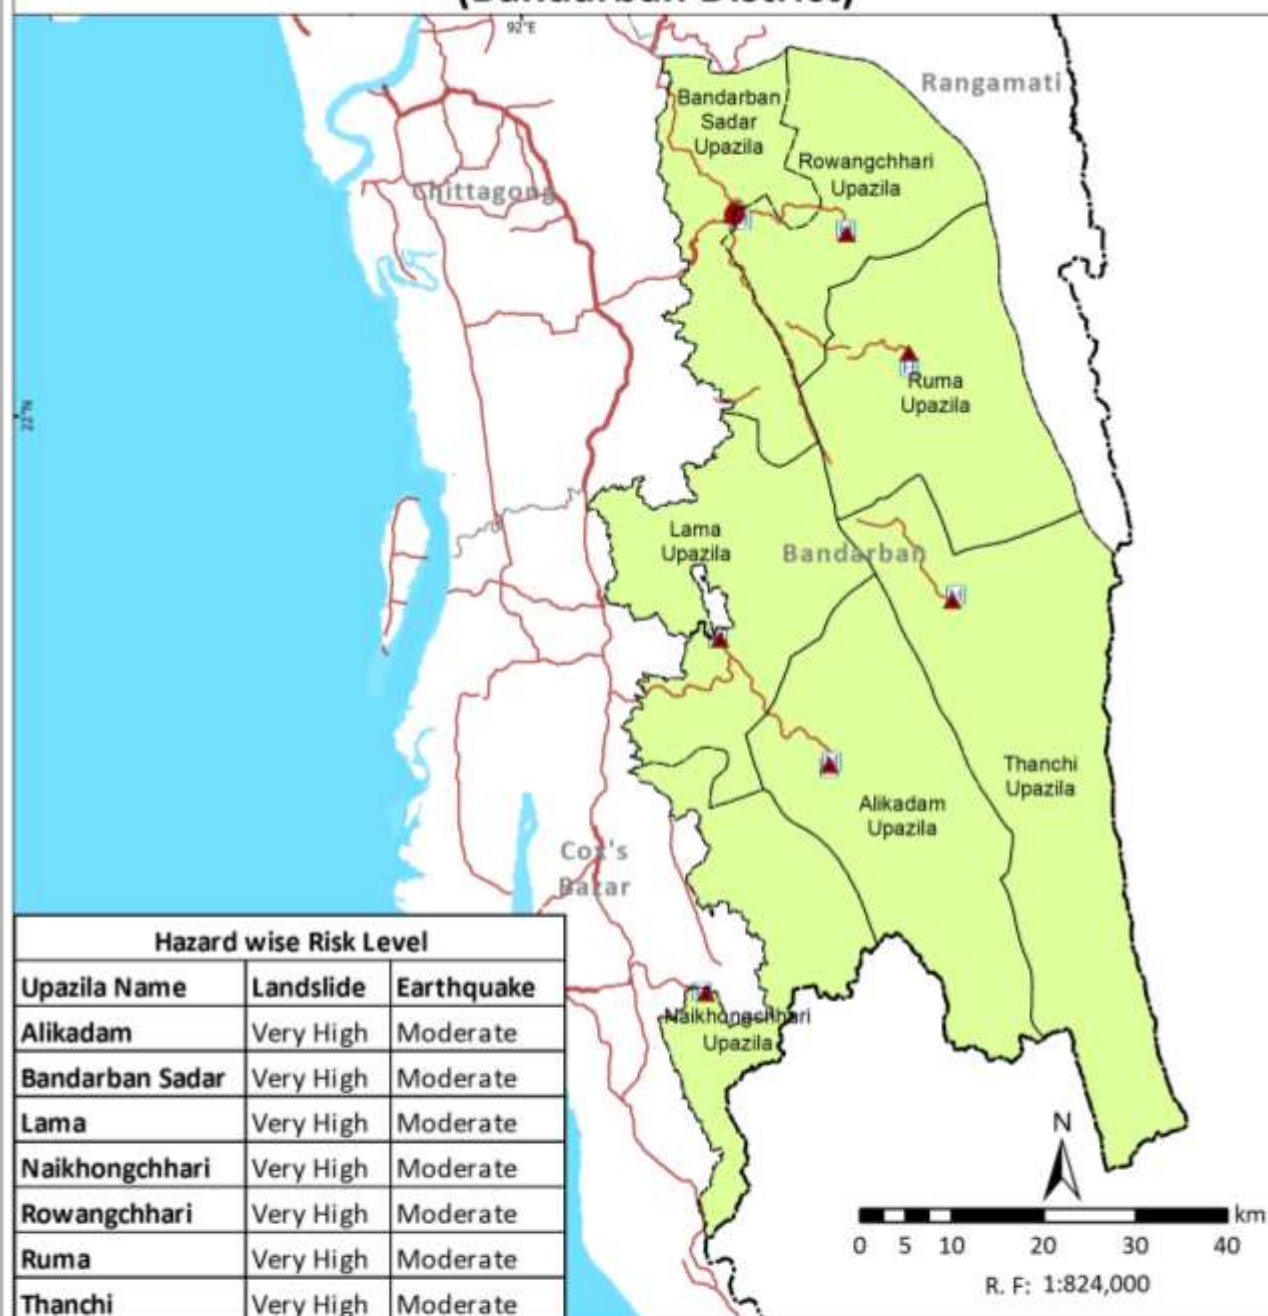 (Bandarban District)
92°E
Rangamati
Bandarban
Sadar
Upazila
Rowangchhari
Upazila
Chittagong
22°N
Ruma
Upazila
Lama
Upazila
Bandarban
Thanchi
Upazila
Alikadam
Upazila
Cox's
Bazar
Naikhongchhari
Upazila
Hazard wise Risk Level
Upazila Name Landslide Earthquake
Alikadam Very High Moderate
Bandarban Sadar Very High Moderate
Lama Very High Moderate
Naikhongchhari Very High Moderate
Rowangchhari Very High Moderate
Ruma Very High Moderate
Thanchi Very High Moderate
N
km
0 5 10 20 30 40
R. F: 1:824,000